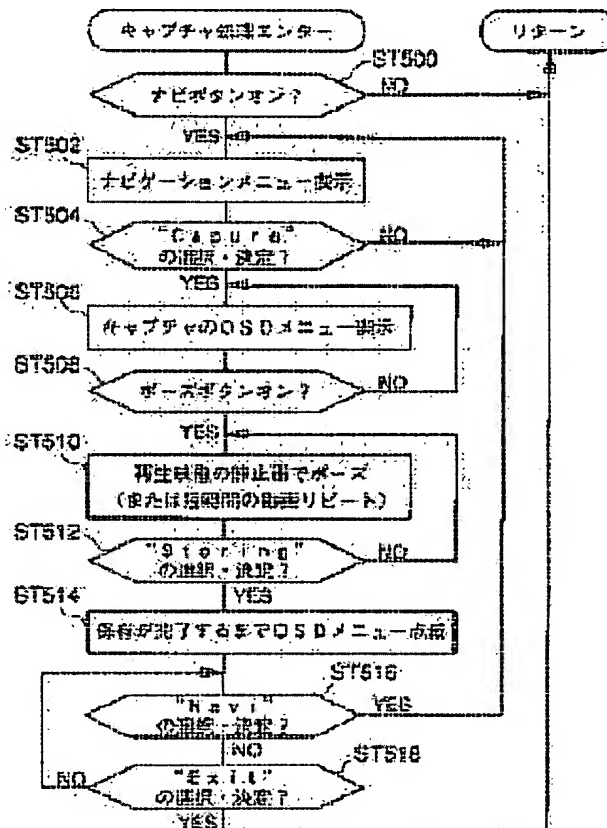 キャプチャ処理エンター
リターン
ST500
ナビボタンオン?
NO
YES
ST502
ナビゲーションメニュー表示
ST504
"Capura"
の選択・決定?
NO
YES
ST506
キャプチャのOSDメニュー表示
ST508
ポーズボタンオン?
NO
YES
ST510
再生映像の静止画でポーズ
(または短期間の動画リピート)
ST512
"Storing"
の選択・決定?
NO
YES
ST514
保存が完了するまでOSDメニュー点滅
ST516
"Navi"
の選択・決定?
YES
NO
ST518
"Exit"
の選択・決定?
NO
YES